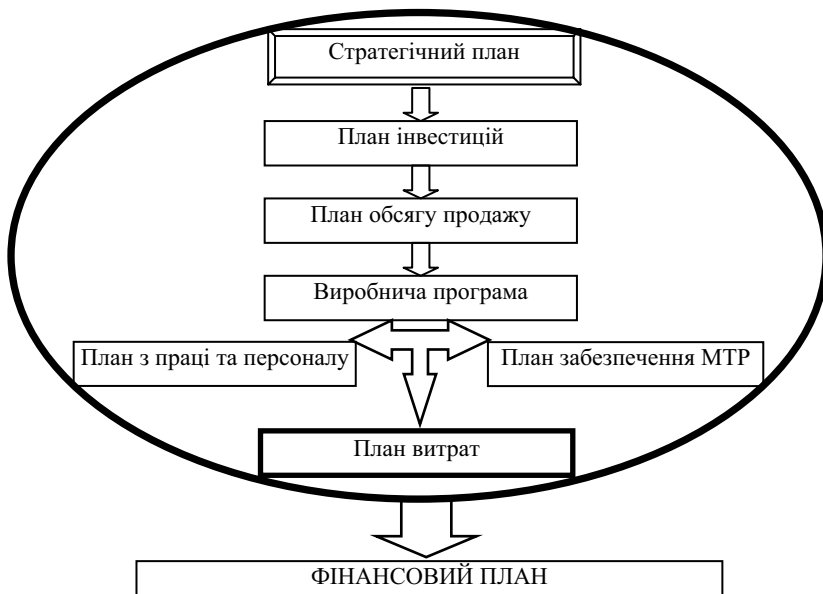 Стратегічний план
План інвестицій
План обсягу продажу
Виробнича програма
План з праці та персоналу
План забезпечення МТР
План витрат
ФІНАНСОВИЙ ПЛАН